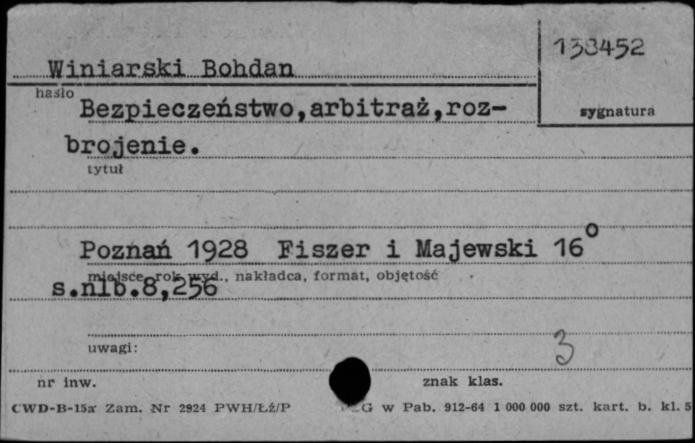 138452
Winiarski Bohdan
hasło
Bezpieczeństwo,arbitraż,roz-
sygnatura
brojenie.
tytuł
Poznań 1928 Fiszer i Majewski 16°
miejsce, rok wyd., nakładca, format, objętość
s.nlb.8,256
uwagi:
3
nr inw. znak klas.
CWD-B-15a Zam. Nr 2924 PWH/Łż/P G w Pab. 912-64 1 000 000 szt. kart. b. kl. 5